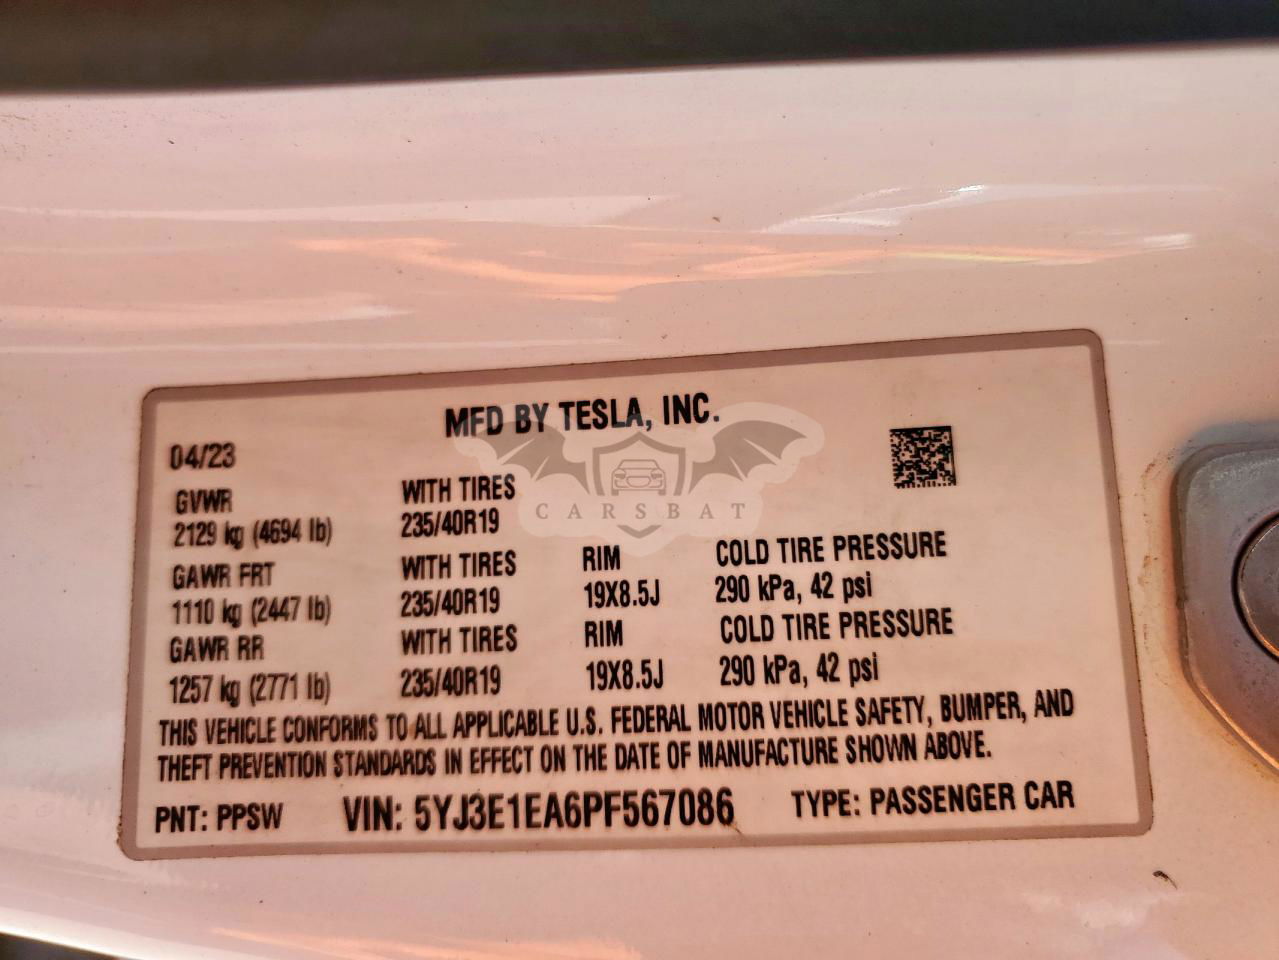 MFD BY TESLA, INC.
04/23
GVWR WITH TIRES
2129 kg (4694 lb) 235/40R19
GAWR FRT WITH TIRES RIM COLD TIRE PRESSURE
1110 kg (2447 lb) 235/40R19 19X8.5J 290 kPa, 42 psi
GAWR RR WITH TIRES RIM COLD TIRE PRESSURE
1257 kg (2771 lb) 235/40R19 19X8.5J 290 kPa, 42 psi
THIS VEHICLE CONFORMS TO ALL APPLICABLE U.S. FEDERAL MOTOR VEHICLE SAFETY, BUMPER, AND
THEFT PREVENTION STANDARDS IN EFFECT ON THE DATE OF MANUFACTURE SHOWN ABOVE.
PNT: PPSW VIN: 5YJ3E1EA6PF567086 TYPE: PASSENGER CAR
CARSBAT